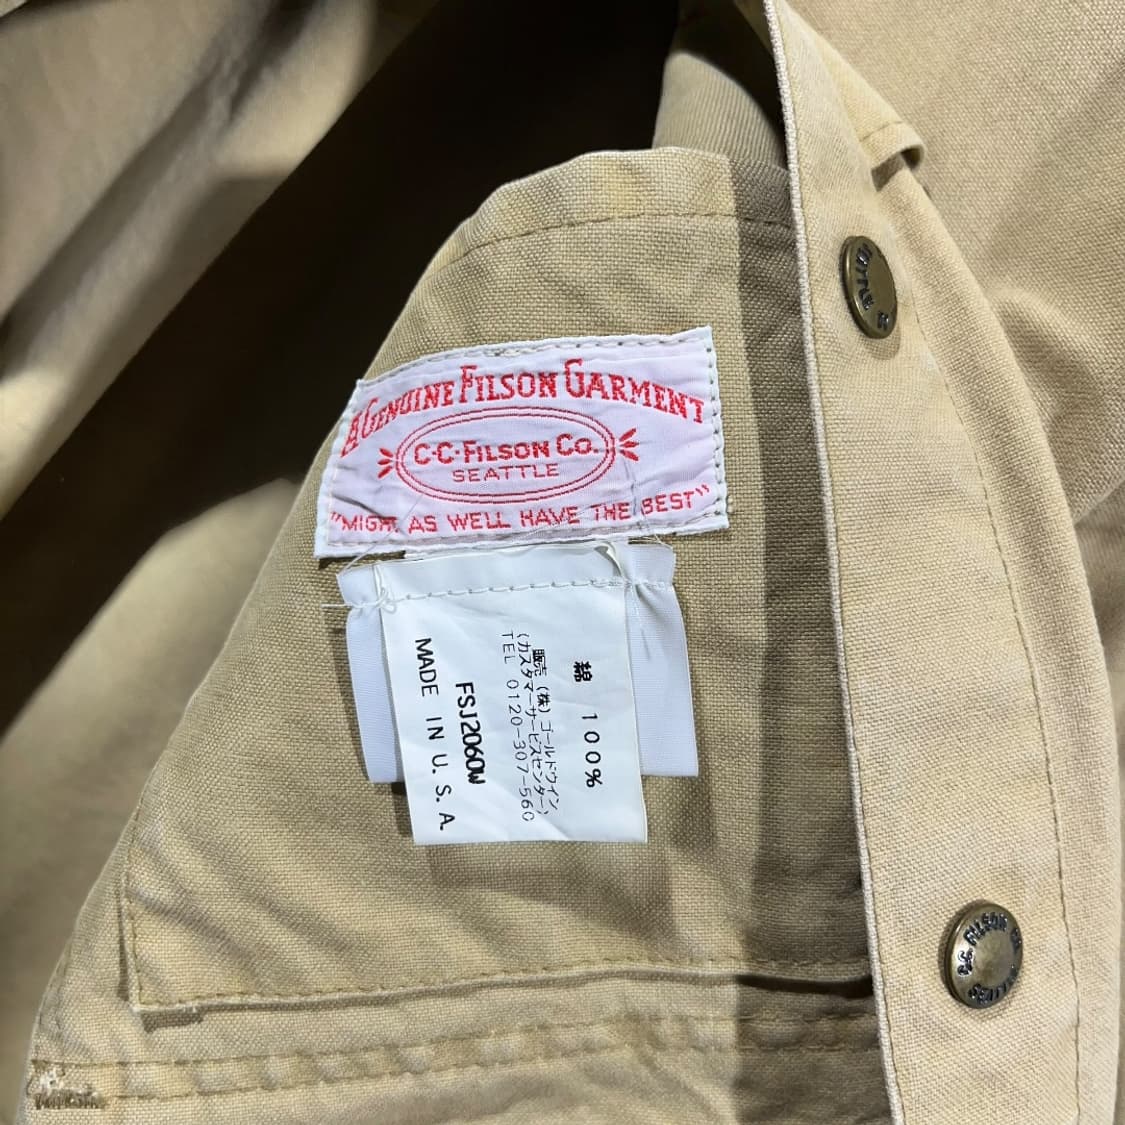 A GENUINE FILSON GARMENT
C·C·FILSON CO.
SEATTLE
"MIGHT AS WELL HAVE THE BEST"
綿 100%
販売 (株) ゴールドウイン
(カスタマーサービスセンター)
TEL 0120-307-560
FSJ2060W
MADE IN U.S.A.
C.C. FILSON CO
SEATTLE